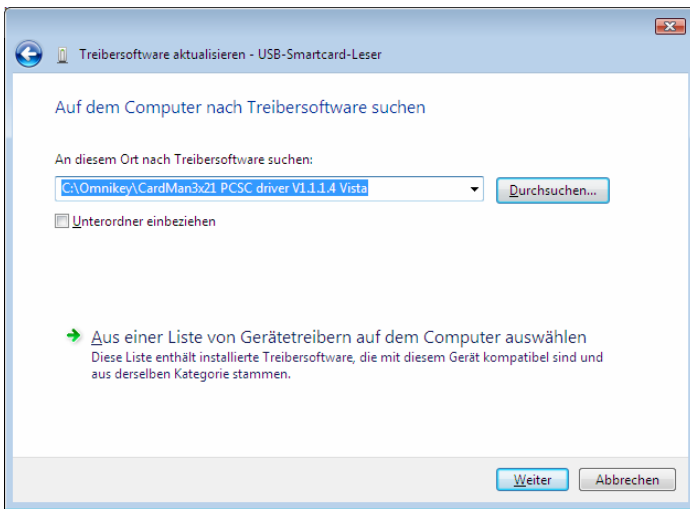 Treibersoftware aktualisieren - USB-Smartcard-Leser
Auf dem Computer nach Treibersoftware suchen
An diesem Ort nach Treibersoftware suchen:
C:\Omnikey\CardMan3x21 PCSC driver V1.1.1.4 Vista
Durchsuchen...
Unterordner einbeziehen
Aus einer Liste von Gerätetreibern auf dem Computer auswählen
Diese Liste enthält installierte Treibersoftware, die mit diesem Gerät kompatibel sind und
aus derselben Kategorie stammen.
Weiter
Abbrechen